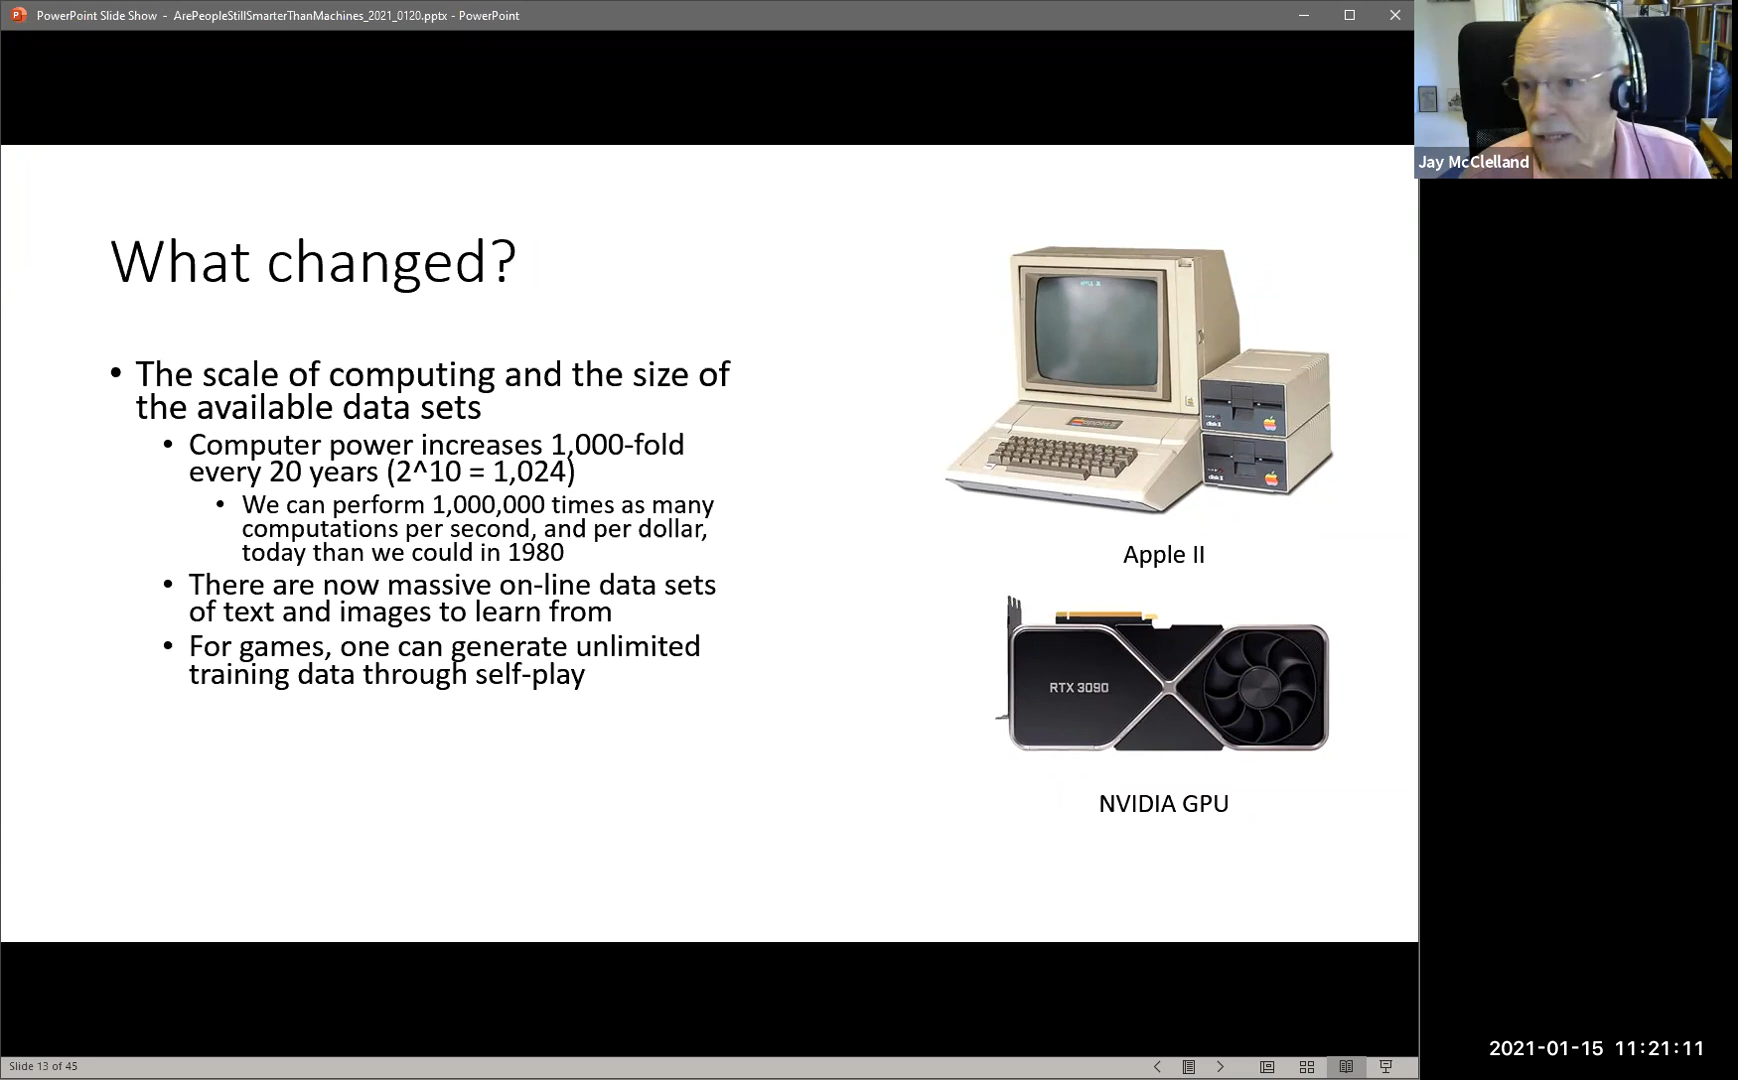 PowerPoint Slide Show - ArePeopleStillSmarterThanMachines_2021_0120.pptx - PowerPoint
Jay McClelland
What changed?
• The scale of computing and the size of
the available data sets
• Computer power increases 1,000-fold
every 20 years (2^10 = 1,024)
• We can perform 1,000,000 times as many
computations per second, and per dollar,
today than we could in 1980
• There are now massive on-line data sets
of text and images to learn from
• For games, one can generate unlimited
training data through self-play
disk II
disk II
Apple II
RTX 3090
NVIDIA GPU
Slide 13 of 45
2021-01-15 11:21:11